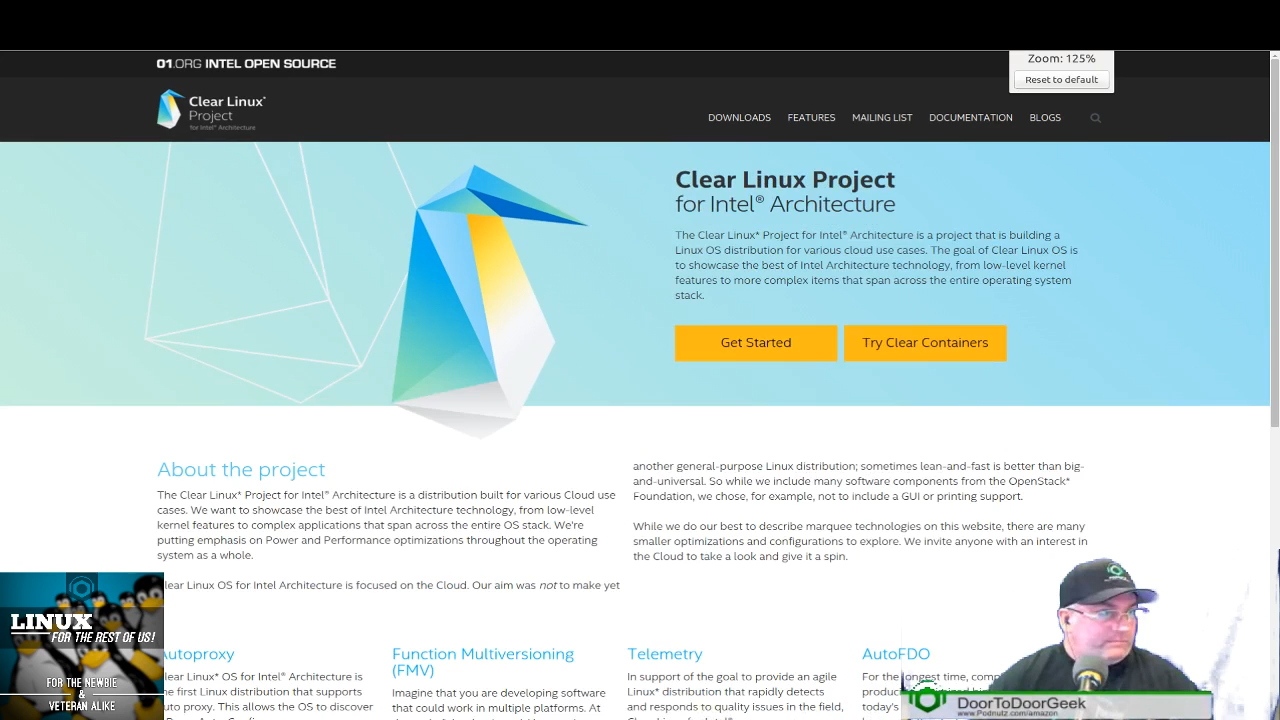 01.ORG INTEL OPEN SOURCE
Zoom: 125%
Reset to default
Clear Linux*
Project
for Intel® Architecture
DOWNLOADS
FEATURES
MAILING LIST
DOCUMENTATION
BLOGS
Clear Linux Project
for Intel® Architecture
The Clear Linux* Project for Intel® Architecture is a project that is building a
Linux OS distribution for various cloud use cases. The goal of Clear Linux OS is
to showcase the best of Intel Architecture technology, from low-level kernel
features to more complex items that span across the entire operating system
stack.
Get Started
Try Clear Containers
About the project
The Clear Linux* Project for Intel® Architecture is a distribution built for various Cloud use
cases. We want to showcase the best of Intel Architecture technology, from low-level
kernel features to complex applications that span across the entire OS stack. We're
putting emphasis on Power and Performance optimizations throughout the operating
system as a whole.
lear Linux OS for Intel Architecture is focused on the Cloud. Our aim was not to make yet
another general-purpose Linux distribution; sometimes lean-and-fast is better than big-
and-universal. So while we include many software components from the OpenStack*
Foundation, we chose, for example, not to include a GUI or printing support.
While we do our best to describe marquee technologies on this website, there are many
smaller optimizations and configurations to explore. We invite anyone with an interest in
the Cloud to take a look and give it a spin.
Autoproxy
Clear Linux* OS for Intel® Architecture is
the first Linux distribution that supports
auto proxy. This allows the OS to discover
Function Multiversioning
(FMV)
Imagine that you are developing software
that could work in multiple platforms. At
Telemetry
In support of the goal to provide an agile
Linux* distribution that rapidly detects
and responds to quality issues in the field,
AutoFDO
For the longest time,
today's
LINUX
FOR THE REST OF US!
FOR THE NEWBIE
&
VETERAN ALIKE
DoorToDoorGeek
www.Podnutz.com/amazon